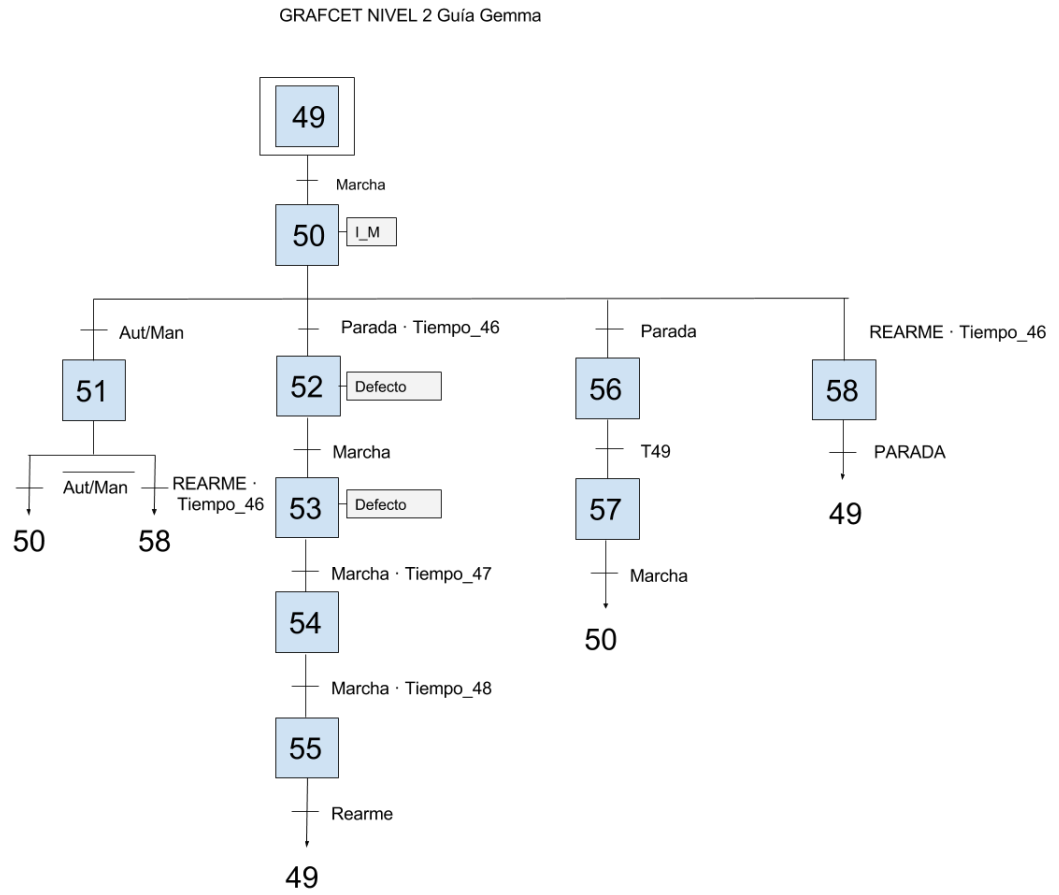 GRAFCET NIVEL 2 Guía Gemma
49
Marcha
50
I_M
Aut/Man
Parada · Tiempo_46
Parada
REARME · Tiempo_46
51
52
Defecto
56
58
Marcha
T49
PARADA
Aut/Man
REARME ·
Tiempo_46
53
Defecto
57
49
50
58
Marcha · Tiempo_47
Marcha
54
50
Marcha · Tiempo_48
55
Rearme
49